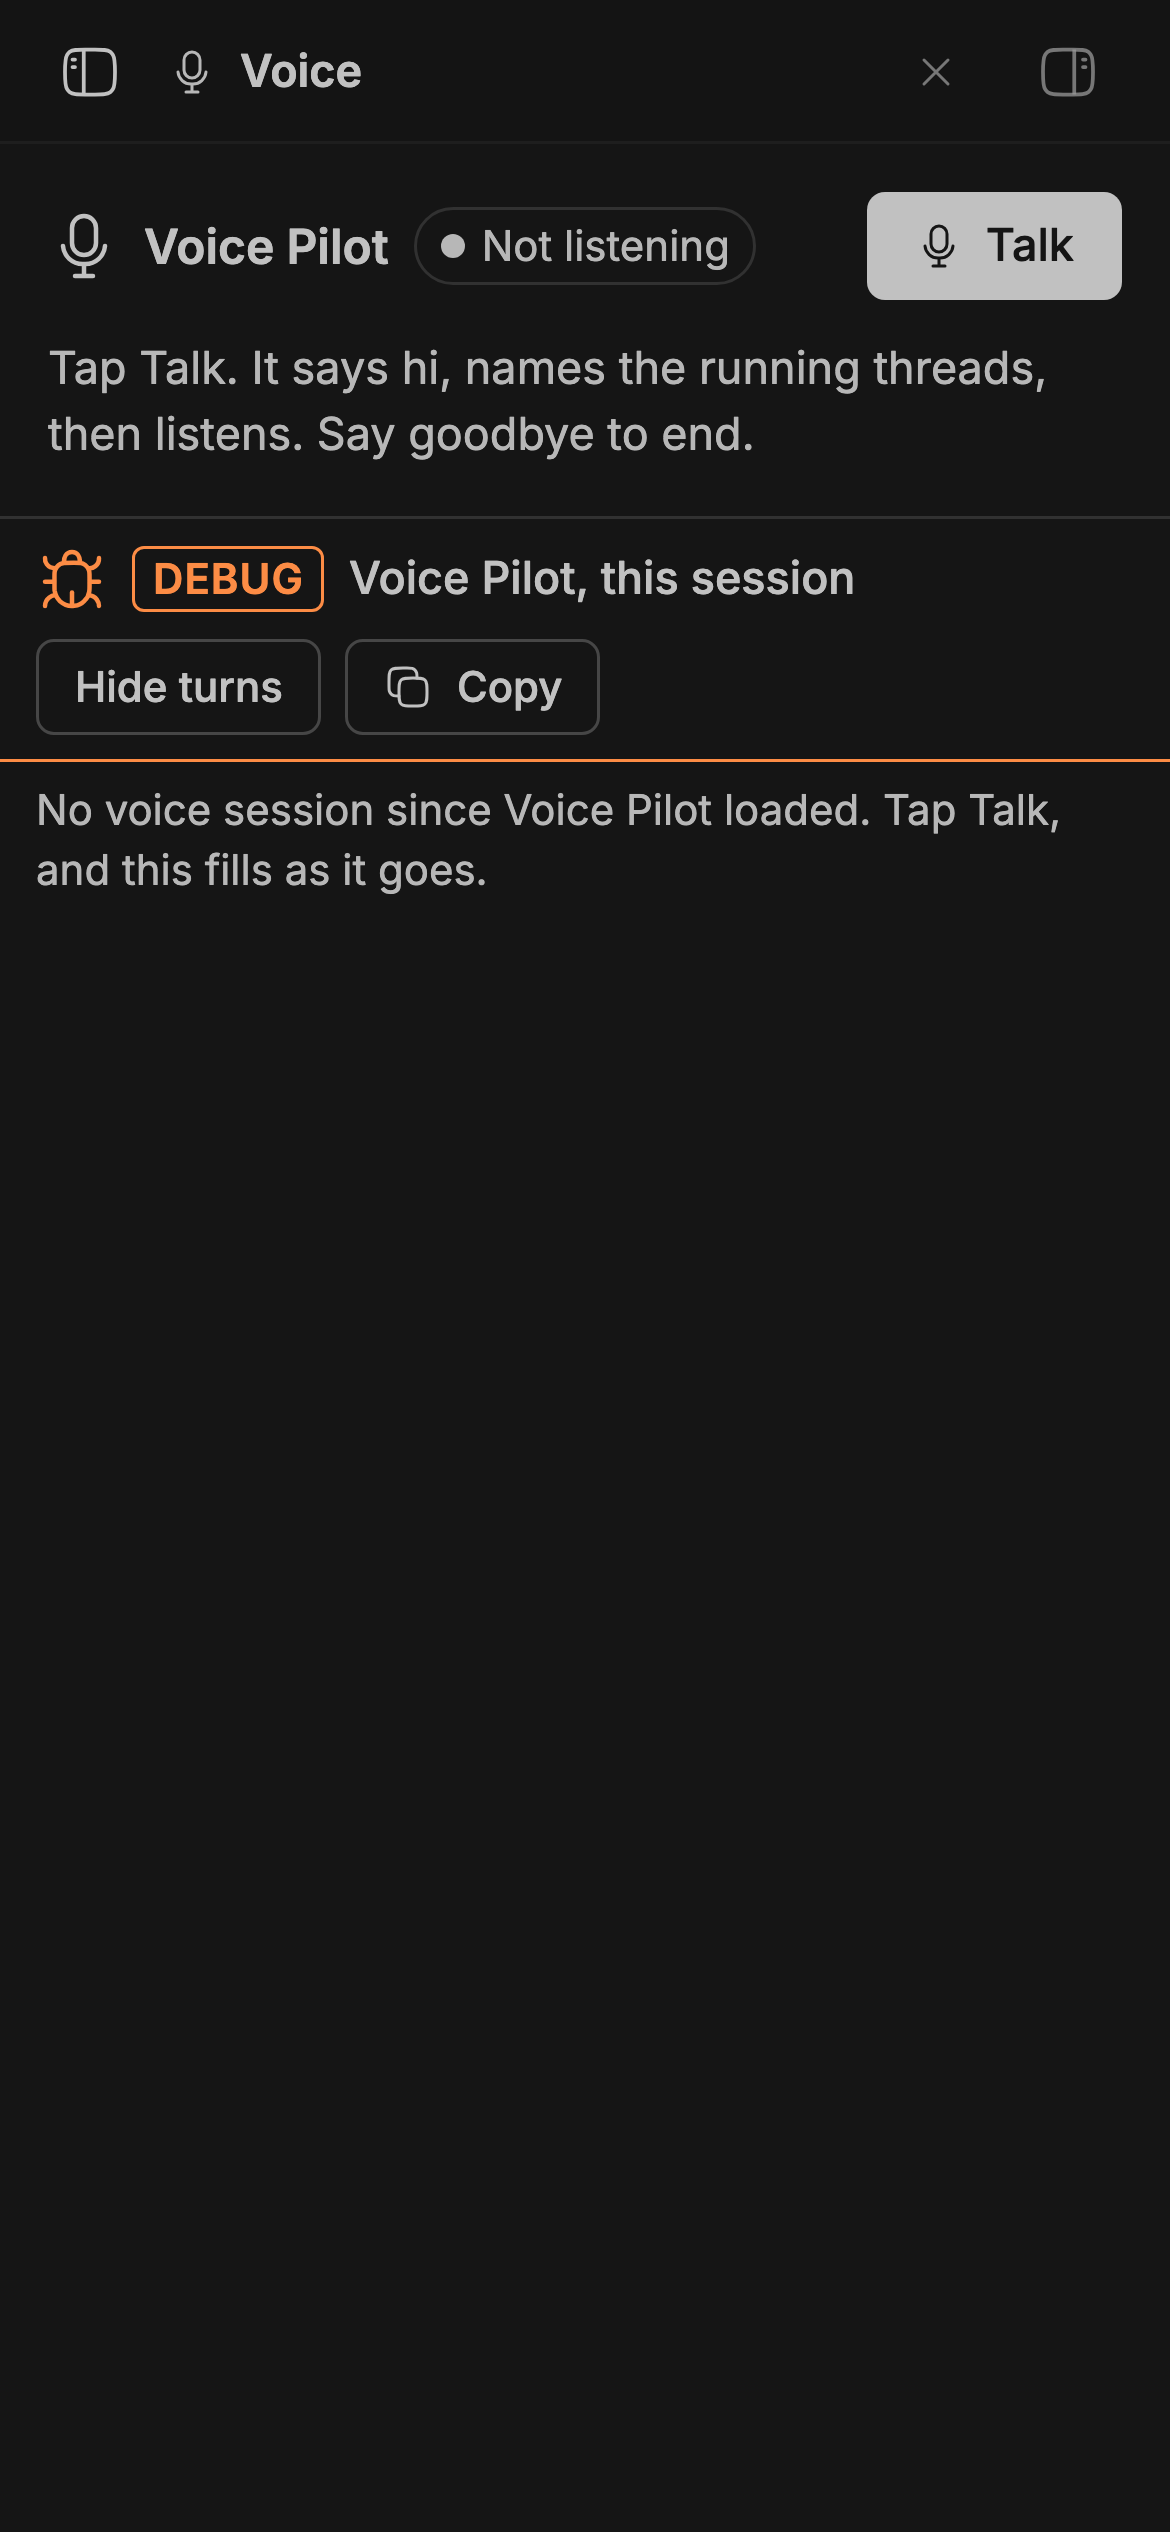 Voice
Voice Pilot
Not listening
Talk
Tap Talk. It says hi, names the running threads,
then listens. Say goodbye to end.
DEBUG
Voice Pilot, this session
Hide turns
Copy
No voice session since Voice Pilot loaded. Tap Talk,
and this fills as it goes.